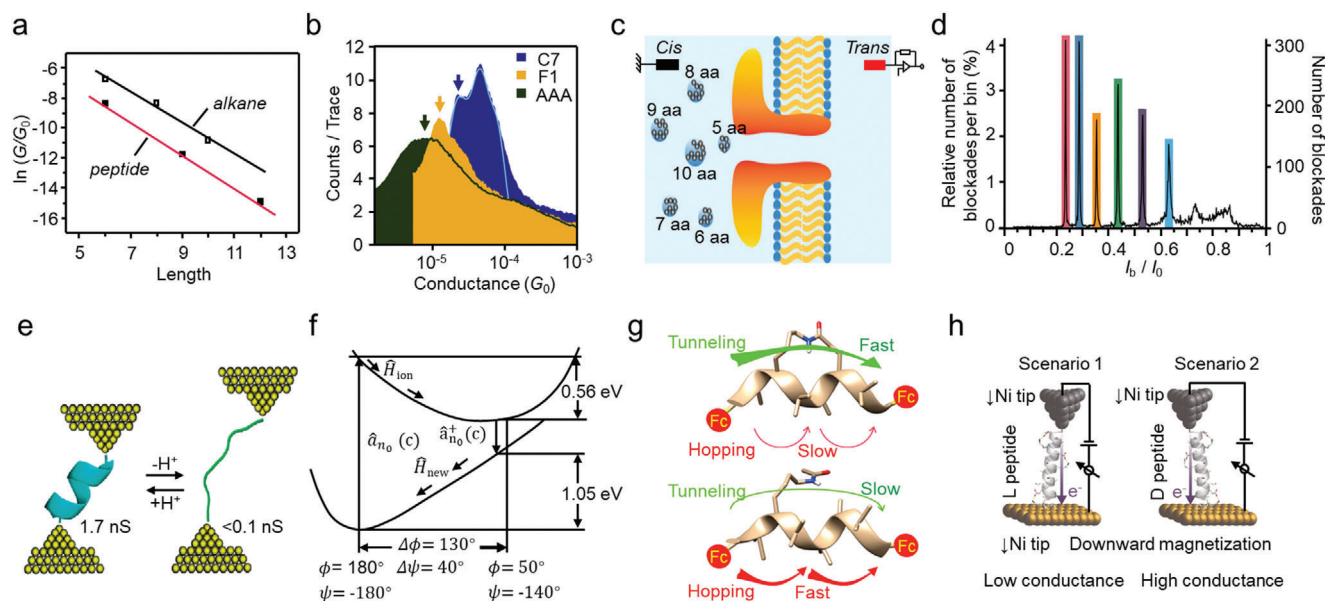 a
-6
-8
-10
-12
-14
-16
ln (G/G0)
alkane
peptide
5
7
9
11
13
Length
b
12
10
8
6
4
2
0
Counts / Trace
C7
F1
AAA
10-5
10-4
10-3
Conductance (G0)
c
Cis
Trans
8 aa
9 aa
5 aa
10 aa
7 aa
6 aa
d
4
3
2
1
0
Relative number of
blockades per bin (%)
300
200
100
0
Number of blockades
0
0.2
0.4
0.6
0.8
1
Ib / I0
e
-H+
+H+
1.7 nS
<0.1 nS
f
Ĥion
0.56 eV
ân0 (c)
â+n0 (c)
Ĥnew
1.05 eV
Δϕ= 130°
ϕ= 180° Δψ= 40° ϕ= 50°
ψ= -180° ψ= -140°
g
Tunneling
Fast
Fc
Fc
Hopping
Slow
Tunneling
Slow
Fc
Fc
Hopping
Fast
h
Scenario 1
Scenario 2
↓Ni tip
↓Ni tip
L peptide
D peptide
e-
e-
↓Ni tip Downward magnetization
Low conductance
High conductance